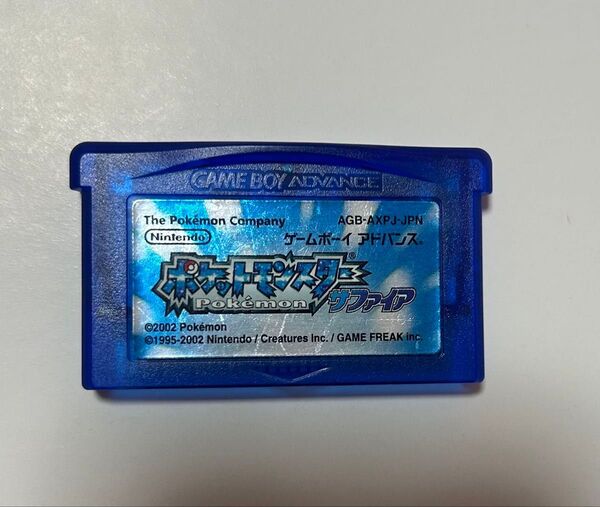 GAME BOY ADVANCE
The Pokémon Company AGB-AXPJ-JPN
Nintendo® ゲームボーイ アドバンス®
ポケットモンスター®
Pokémon サファイア
©2002 Pokémon
©1995-2002 Nintendo / Creatures Inc. / GAME FREAK inc.